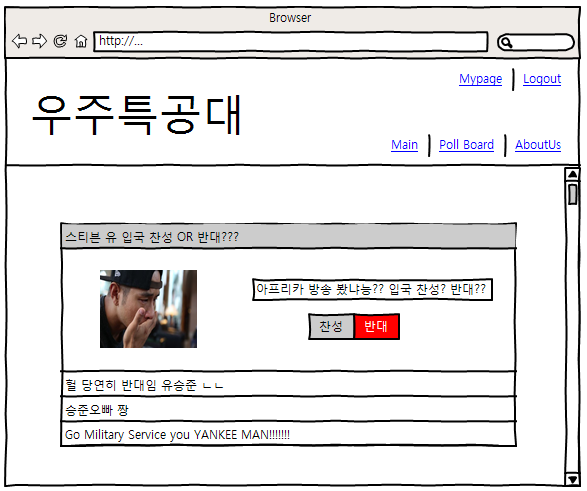 Browser
http://...
Mypage
Logout
우주특공대
Main
Poll Board
AboutUs
스티븐 유 입국 찬성 OR 반대???
아프리카 방송 봤냐능?? 입국 찬성? 반대??
찬성 반대
헐 당연히 반대임 유승준 ㄴㄴ
승준오빠 짱
Go Military Service you YANKEE MAN!!!!!!!